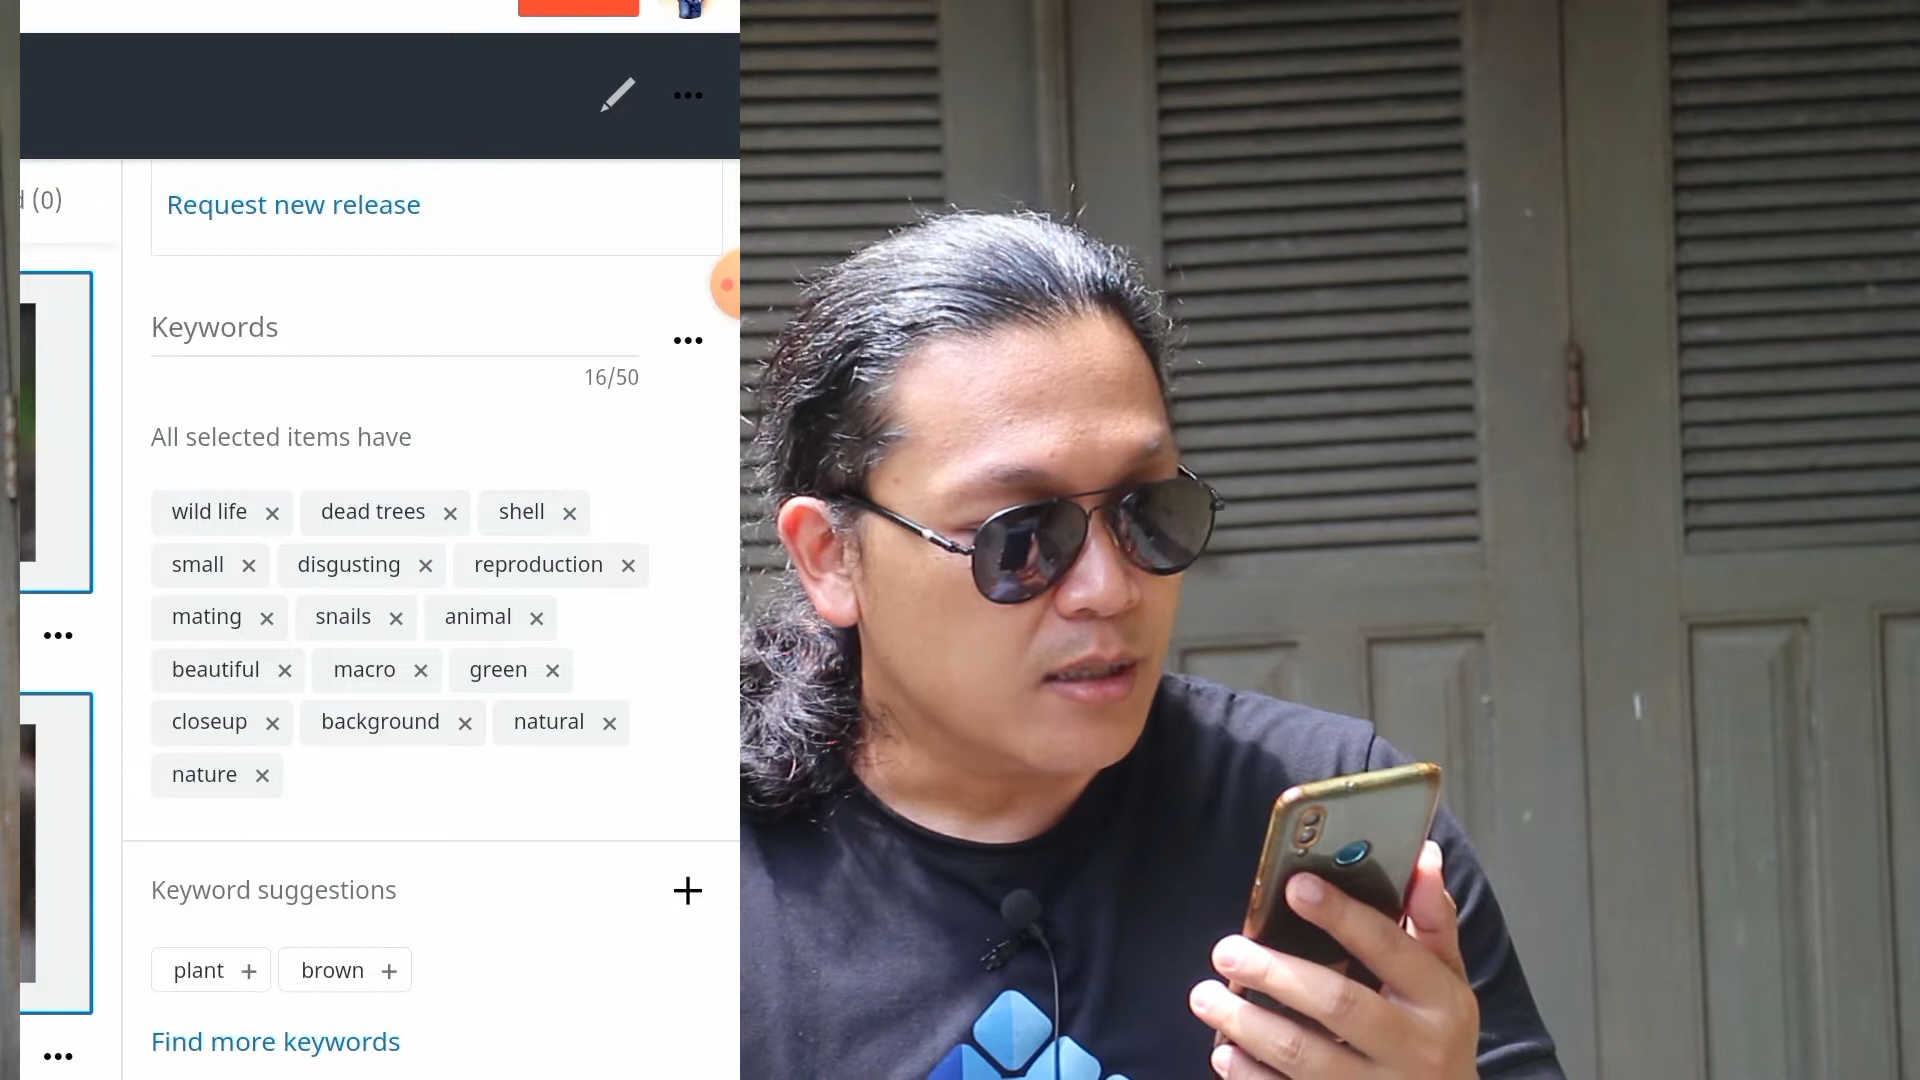 (0)
Request new release
Keywords
16/50
All selected items have
wild life × dead trees × shell ×
small × disgusting × reproduction ×
mating × snails × animal ×
beautiful × macro × green ×
closeup × background × natural ×
nature ×
Keyword suggestions +
plant + brown +
Find more keywords